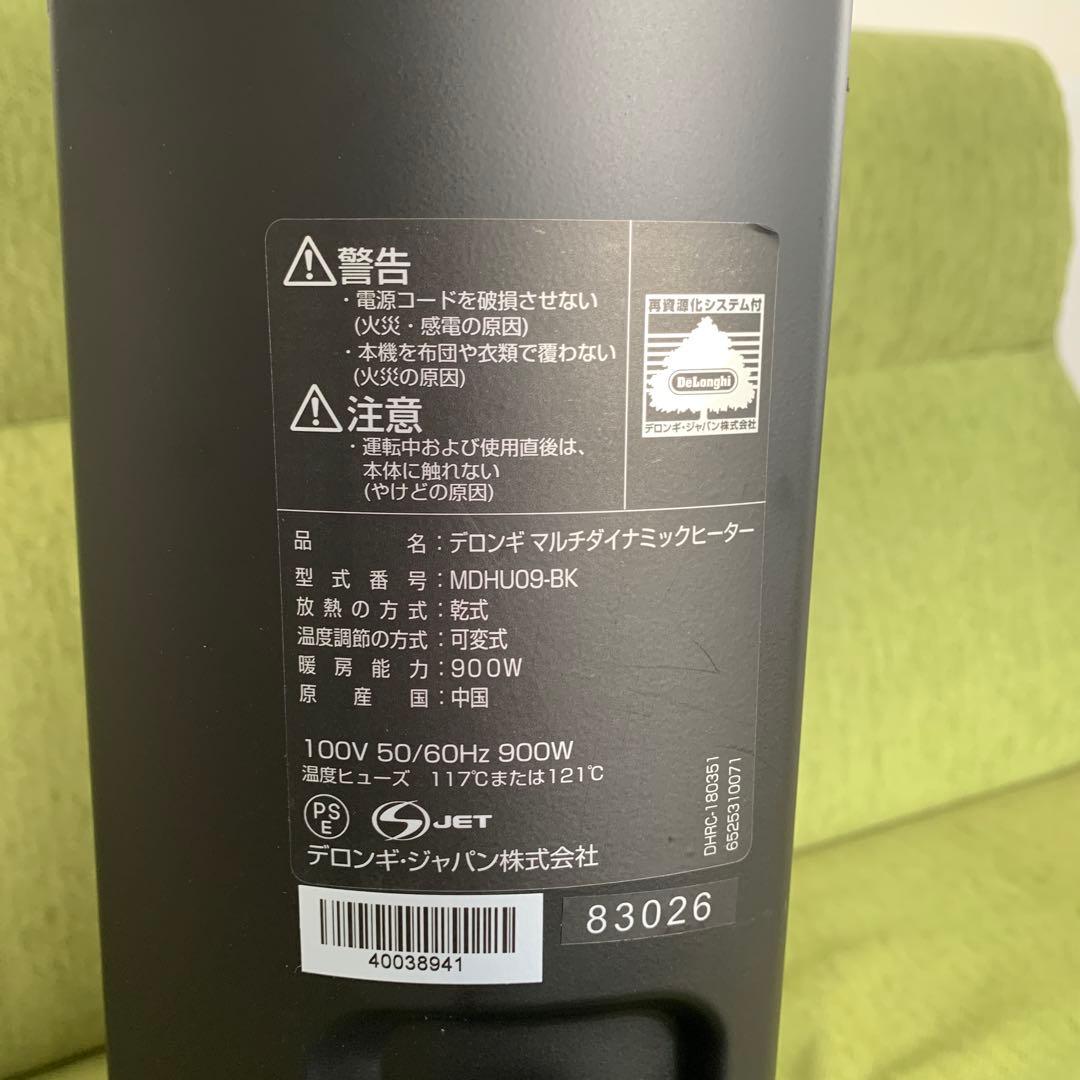 警告
・電源コードを破損させない
(火災・感電の原因)
・本機を布団や衣類で覆わない
(火災の原因)
注意
・運転中および使用直後は、
本体に触れない
(やけどの原因)
再資源化システム付
DeLonghi
デロンギ・ジャパン株式会社
品名：デロンギ マルチダイナミックヒーター
型式番号：MDHU09-BK
放熱の方式：乾式
温度調節の方式：可変式
暖房能力：900W
原産国：中国
100V 50/60Hz 900W
温度ヒューズ 117℃または121℃
PSE
S JET
デロンギ・ジャパン株式会社
DHRC-180351
6525310071
40038941
83026